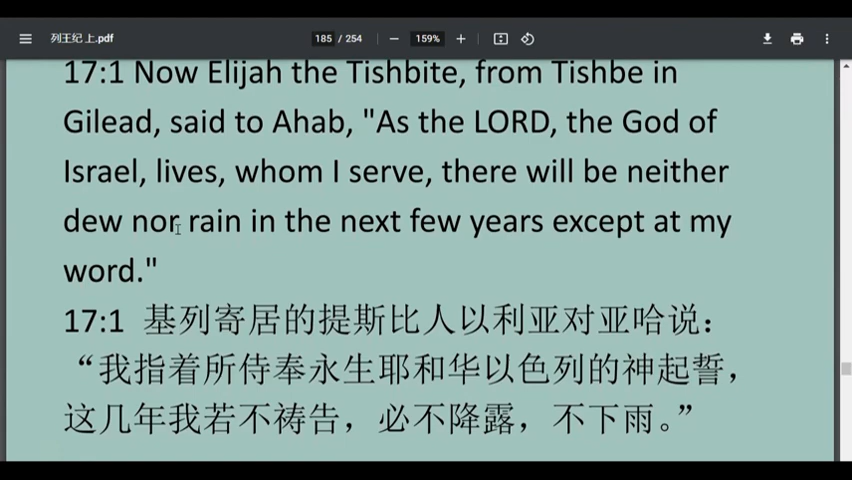 列王纪 上.pdf
185 / 254
159%
17:1 Now Elijah the Tishbite, from Tishbe in
Gilead, said to Ahab, "As the LORD, the God of
Israel, lives, whom I serve, there will be neither
dew nor rain in the next few years except at my
word."
17:1 基列寄居的提斯比人以利亚对亚哈说：
“我指着所侍奉永生耶和华以色列的神起誓，
这几年我若不祷告，必不降露，不下雨。”